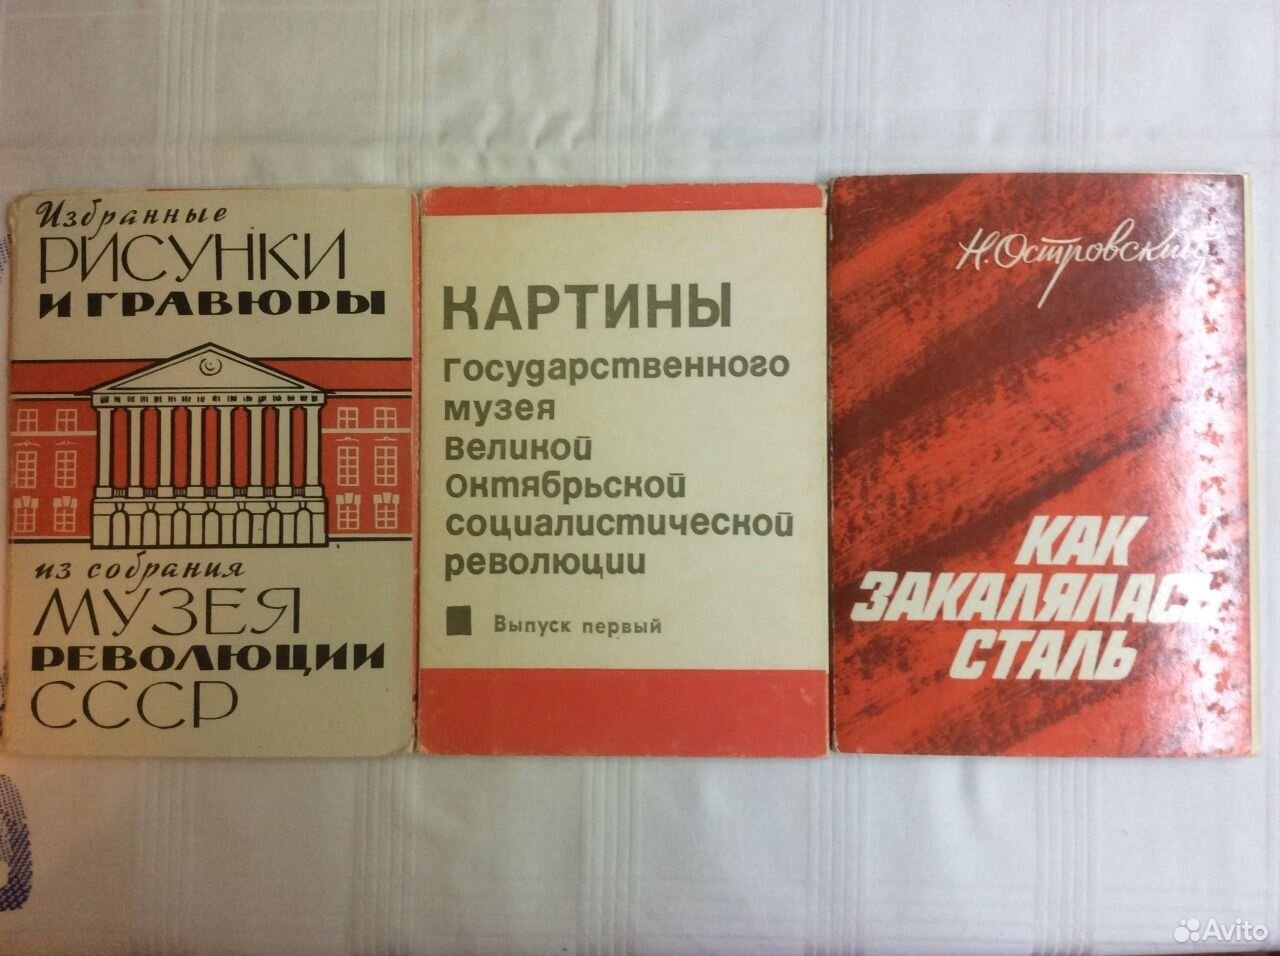 Избранные
РИСУНКИ
И ГРАВЮРЫ
из собрания
МУЗЕЯ
РЕВОЛЮЦИИ
СССР
КАРТИНЫ
государственного
музея
великой
октябрьской
социалистической
революции
Выпуск первый
Н. Островский
КАК
ЗАКАЛЯЛАСЬ
СТАЛЬ
Avito